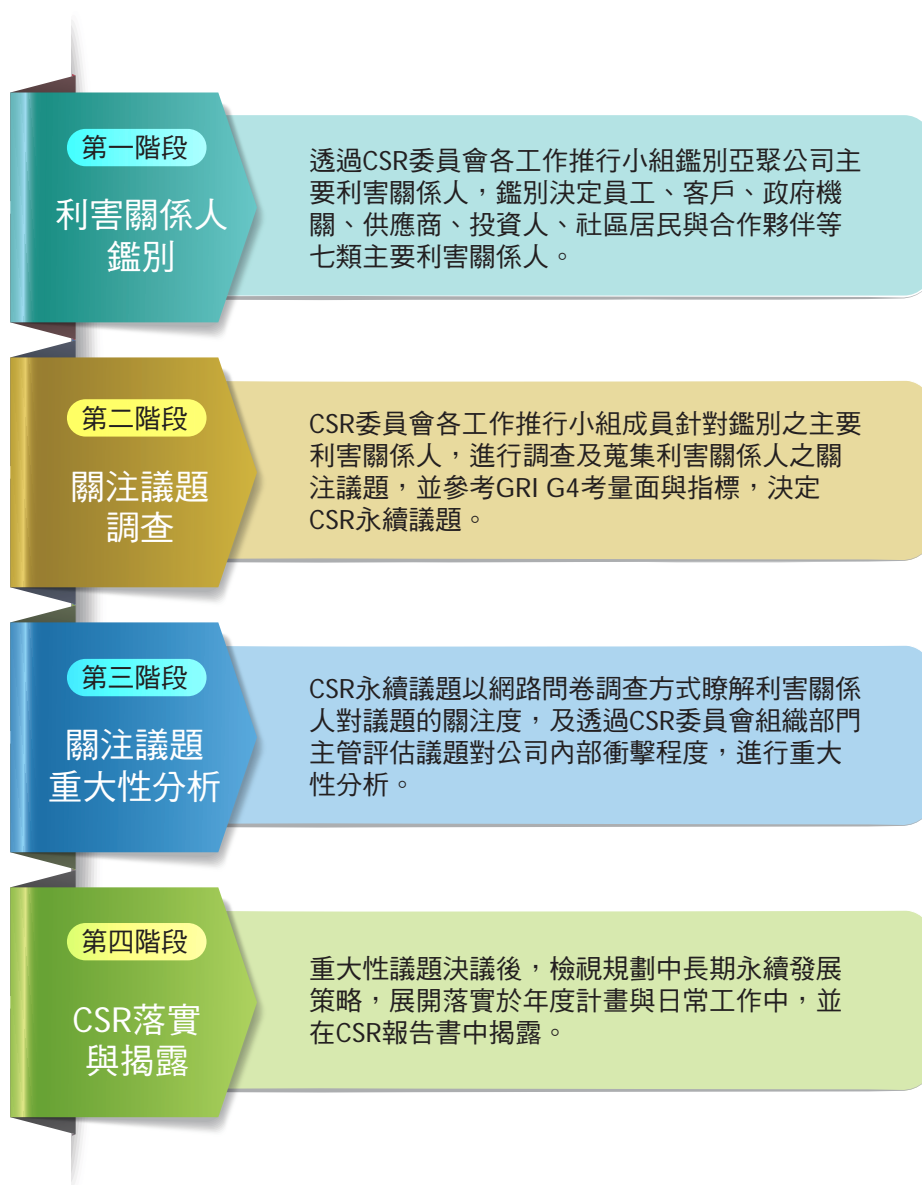 第一階段
利害關係人
鑑別
透過CSR委員會各工作推行小組鑑別亞聚公司主
要利害關係人，鑑別決定員工、客戶、政府機
關、供應商、投資人、社區居民與合作夥伴等
七類主要利害關係人。
第二階段
關注議題
調查
CSR委員會各工作推行小組成員針對鑑別之主要
利害關係人，進行調查及蒐集利害關係人之關
注議題，並參考GRI G4考量面與指標，決定
CSR永續議題。
第三階段
關注議題
重大性分析
CSR永續議題以網路問卷調查方式瞭解利害關係
人對議題的關注度，及透過CSR委員會組織部門
主管評估議題對公司內部衝擊程度，進行重大
性分析。
第四階段
CSR落實
與揭露
重大性議題決議後，檢視規劃中長期永續發展
策略，展開落實於年度計畫與日常工作中，並
在CSR報告書中揭露。